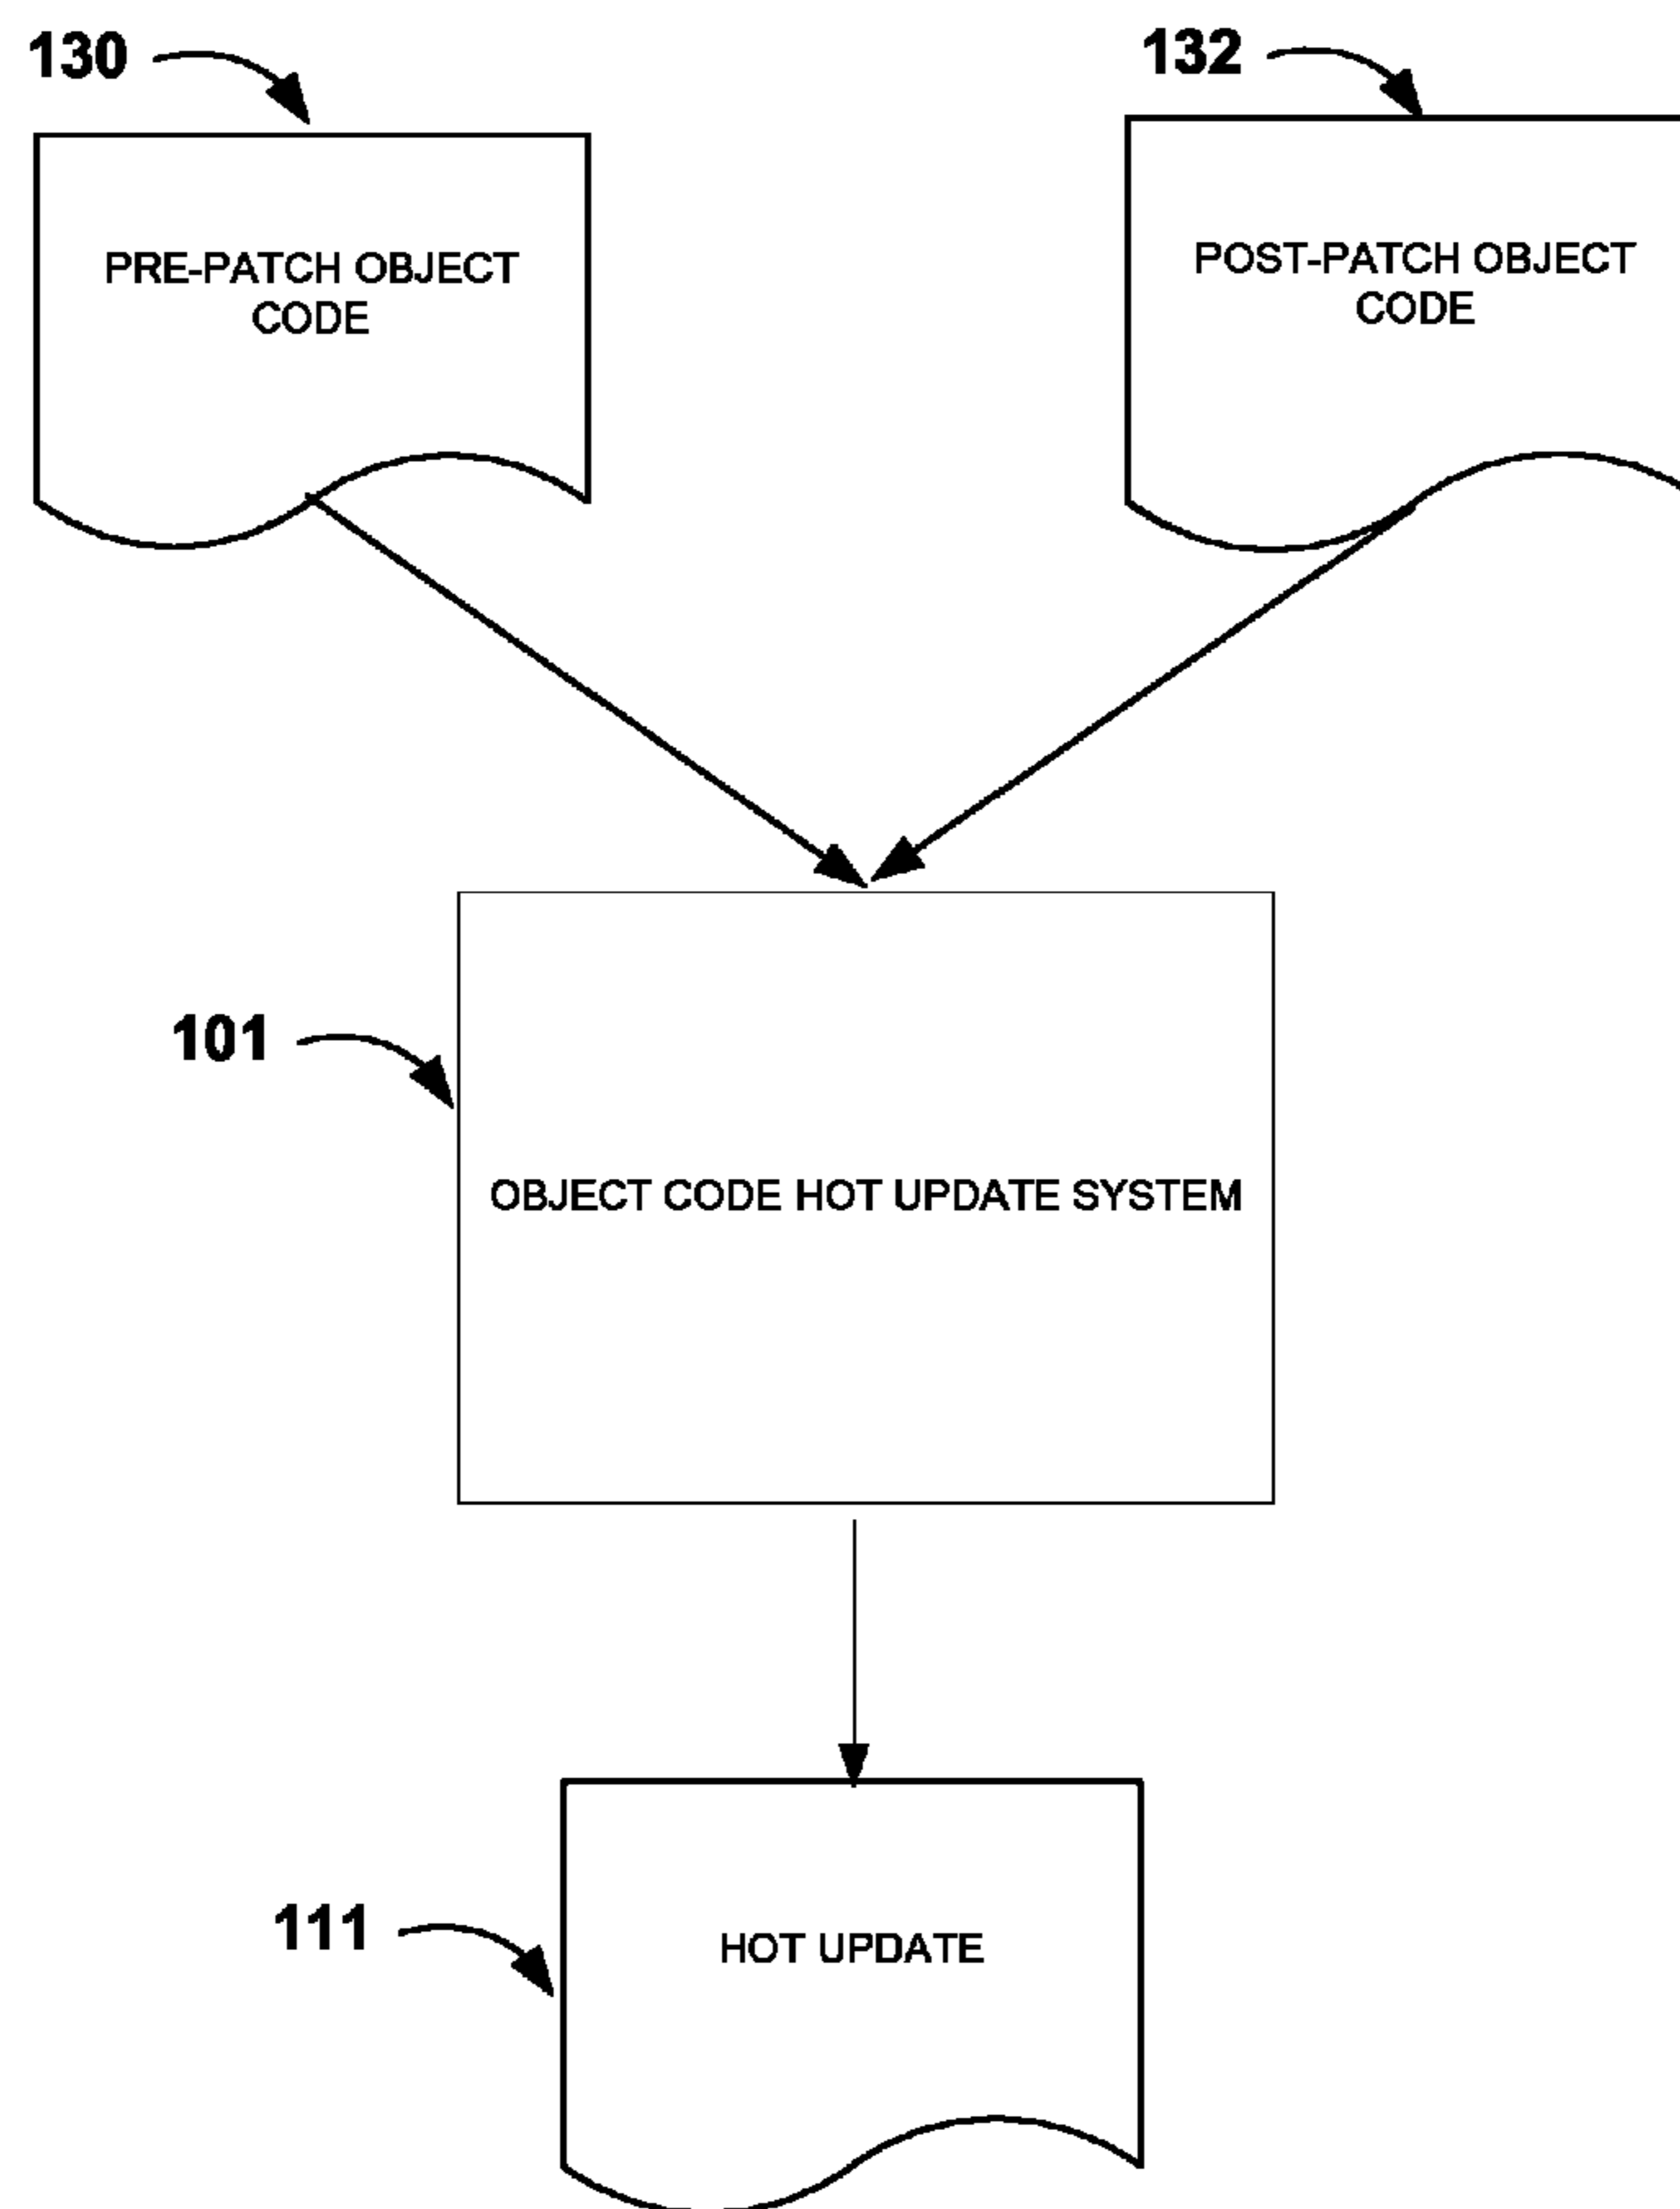 130
132
PRE-PATCH OBJECT
CODE
POST-PATCH OBJECT
CODE
101
OBJECT CODE HOT UPDATE SYSTEM
111
HOT UPDATE